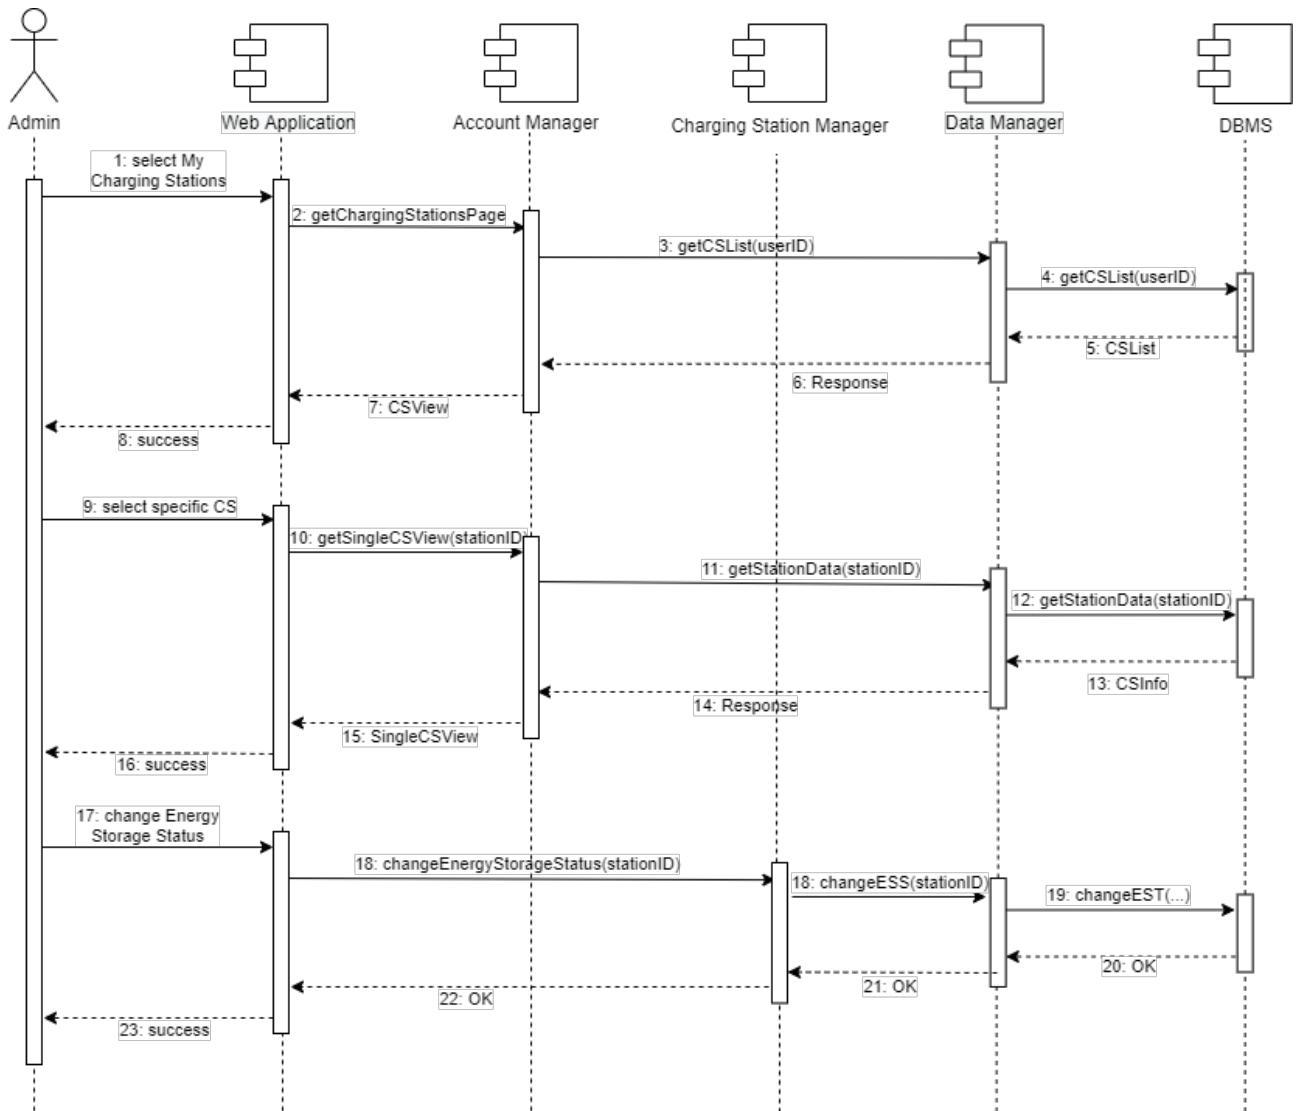 Admin
Web Application
Account Manager
Charging Station Manager
Data Manager
DBMS
1: select My
Charging Stations
2: getChargingStationsPage
3: getCSList(userID)
4: getCSList(userID)
5: CSList
6: Response
7: CSView
8: success
9: select specific CS
10: getSingleCSView(stationID)
11: getStationData(stationID)
12: getStationData(stationID)
13: CSInfo
14: Response
15: SingleCSView
16: success
17: change Energy
Storage Status
18: changeEnergyStorageStatus(stationID)
18: changeESS(stationID)
19: changeEST(...)
20: OK
21: OK
22: OK
23: success